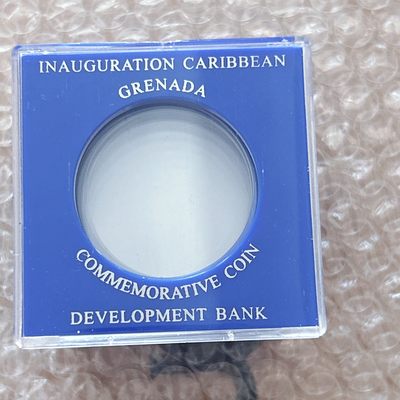 INAUGURATION CARIBBEAN
GRENADA
COMMEMORATIVE COIN
DEVELOPMENT BANK